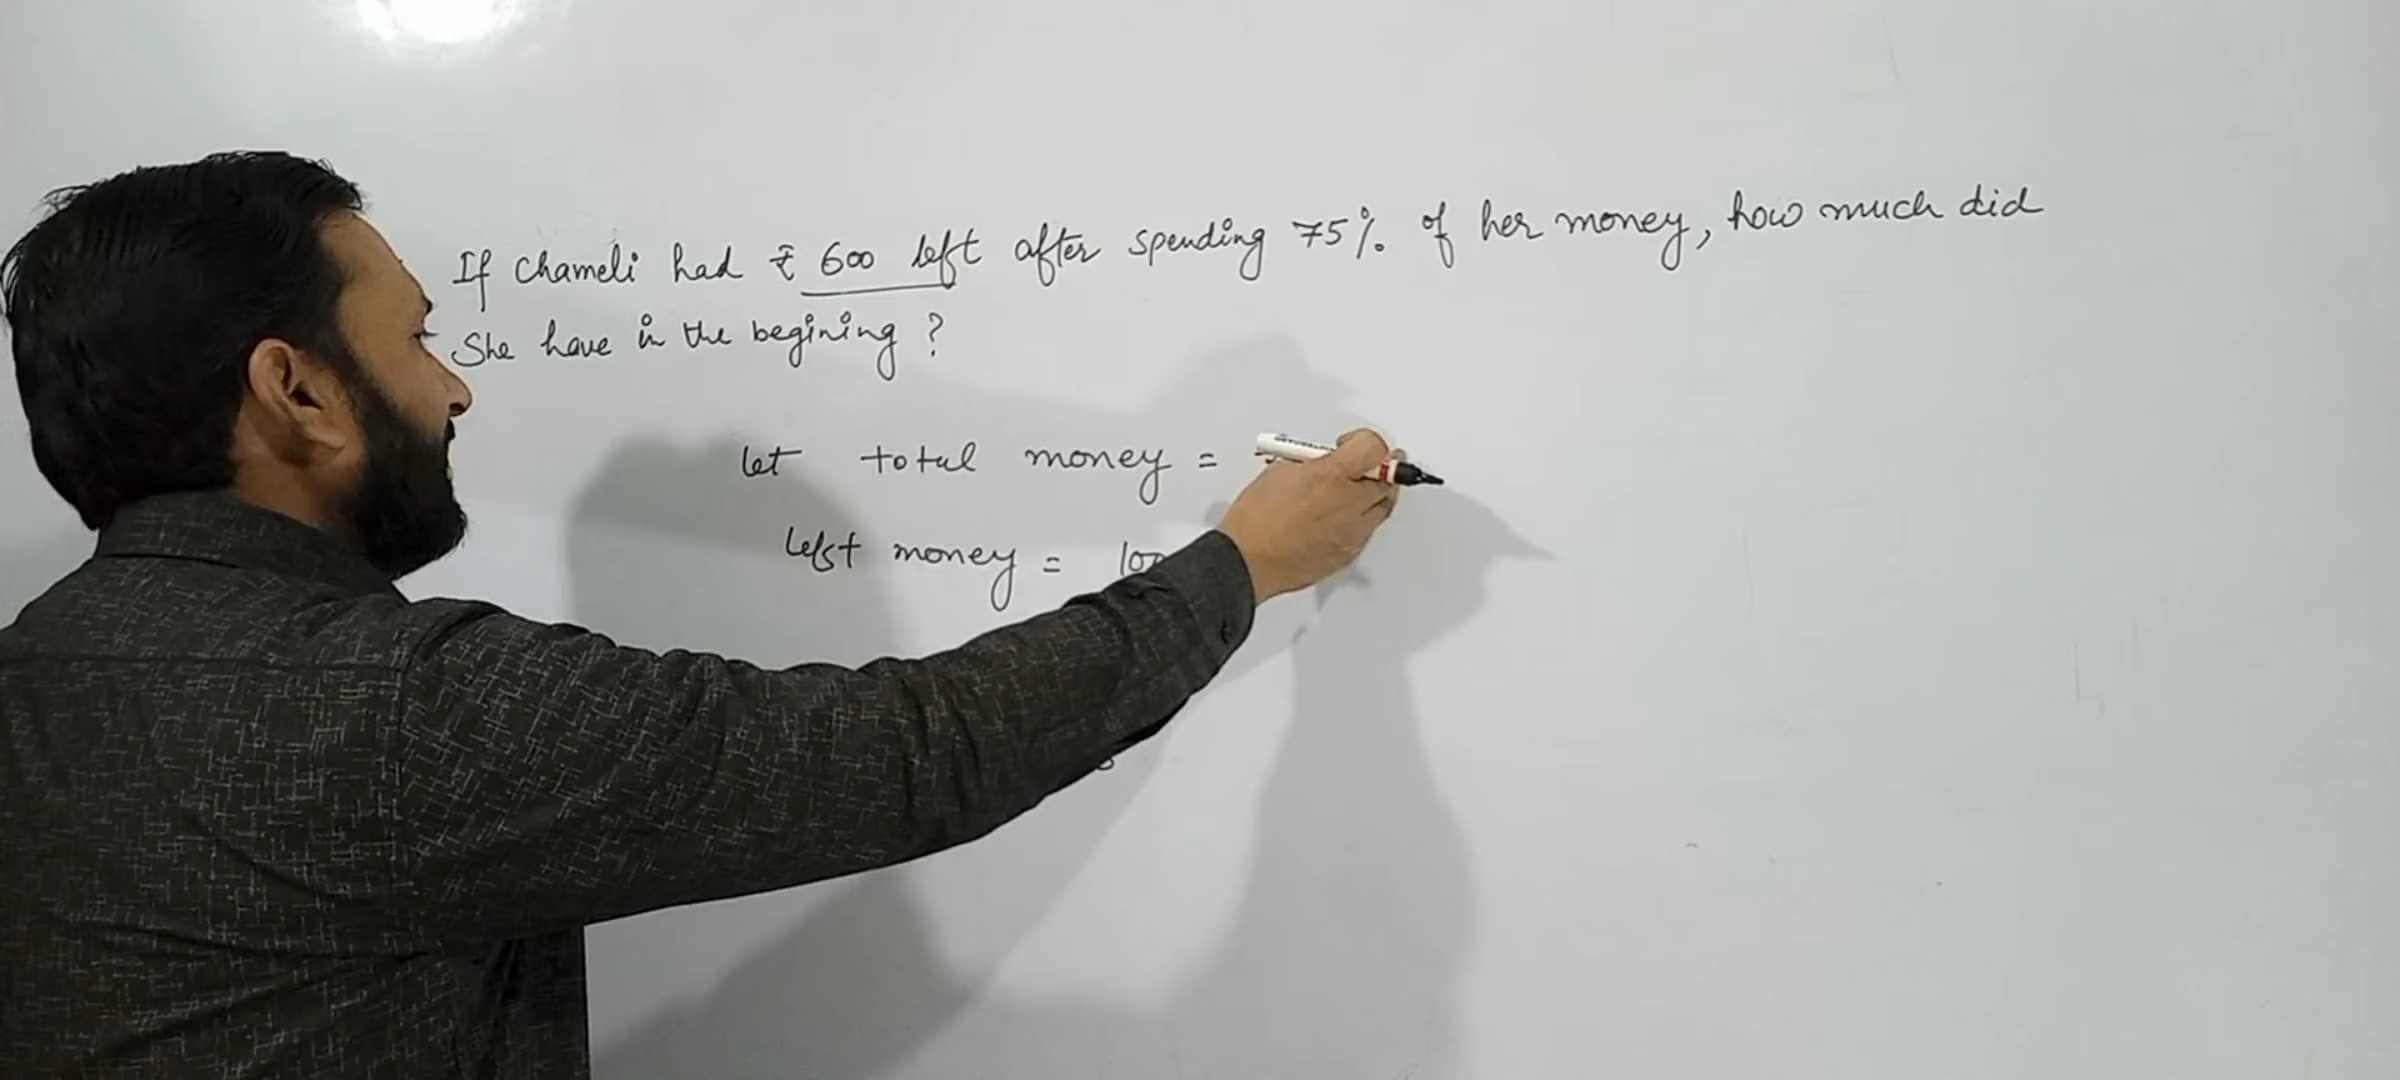 If Chameli had ₹ 600 left after spending 75% of her money, how much did
She have in the begining ?
let total money =
left money = 100